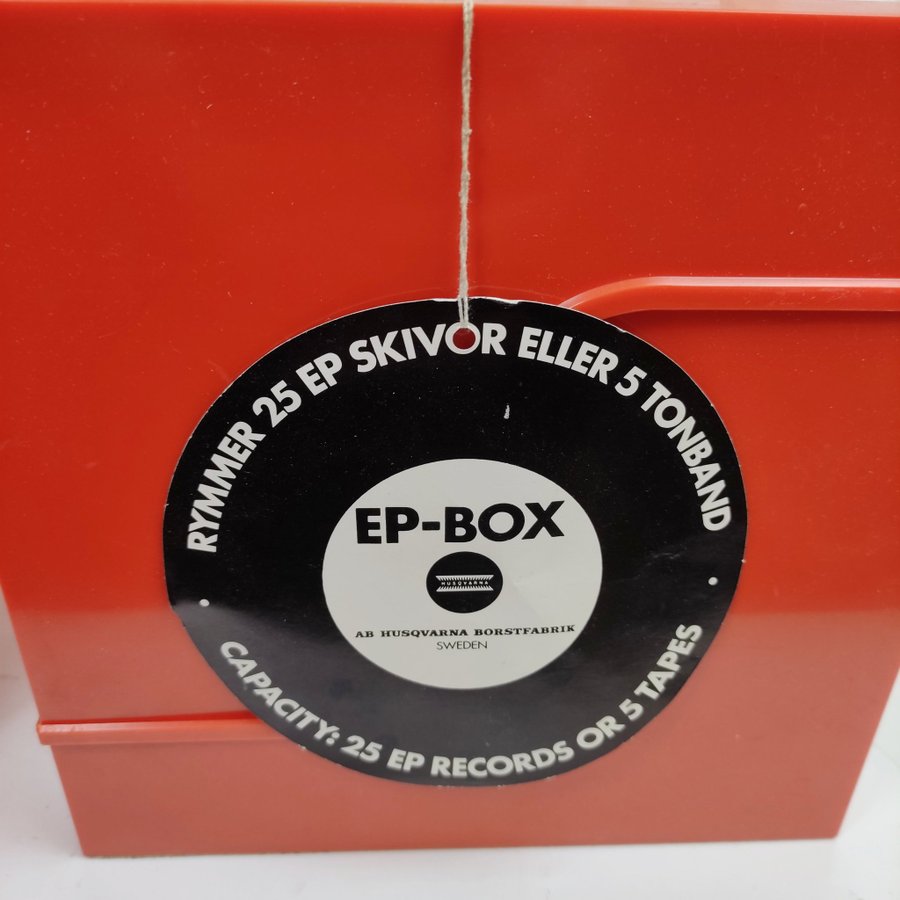 RYMMER 25 EP SKIVOR ELLER 5 TONBAND
EP-BOX
HUSQVARNA
AB HUSQVARNA BORSTFABRIK
SWEDEN
CAPACITY: 25 EP RECORDS OR 5 TAPES